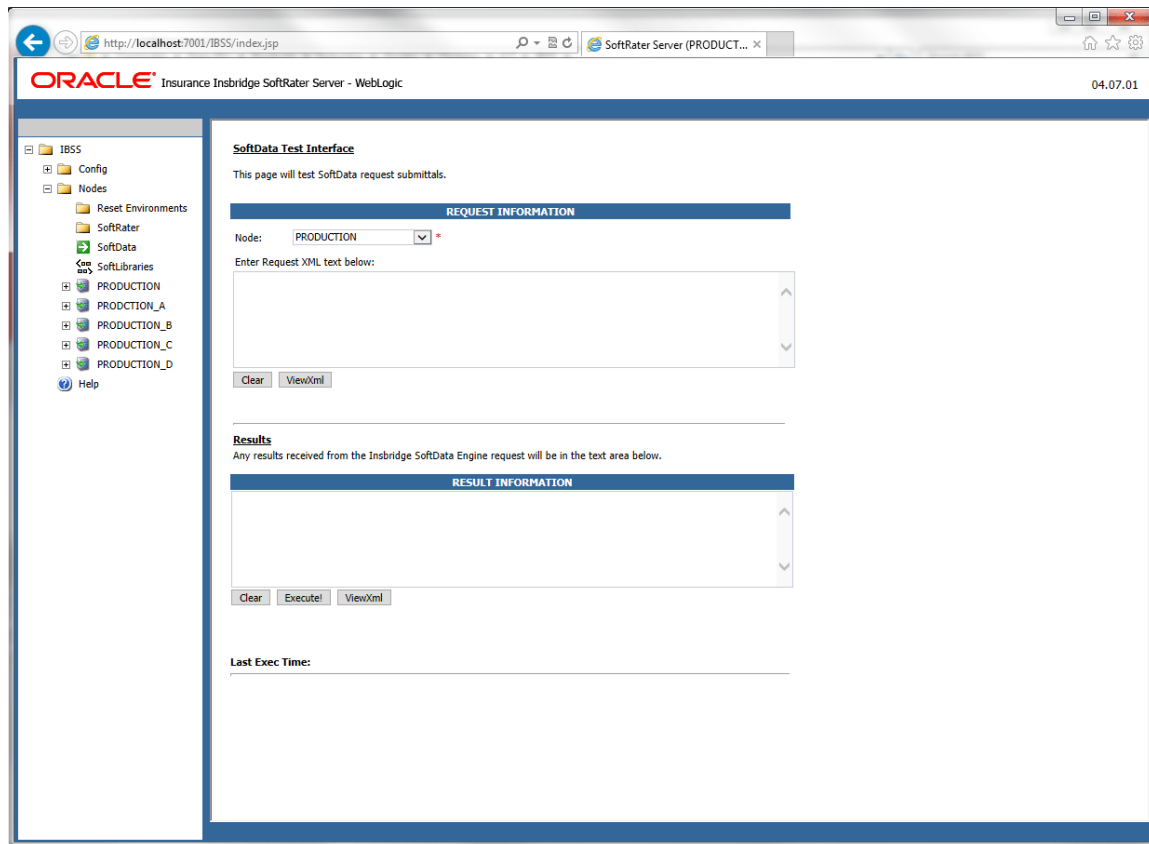 http://localhost:7001/IBSS/index.jsp
SoftRater Server (PRODUCT...
ORACLE Insurance Insbridge SoftRater Server - WebLogic
04.07.01
IBSS
Config
Nodes
Reset Environments
SoftRater
SoftData
SoftLibraries
PRODUCTION
PRODCTION_A
PRODUCTION_B
PRODUCTION_C
PRODUCTION_D
Help
SoftData Test Interface
This page will test SoftData request submittals.
REQUEST INFORMATION
Node: PRODUCTION *
Enter Request XML text below:
Clear ViewXml
Results
Any results received from the Insbridge SoftData Engine request will be in the text area below.
RESULT INFORMATION
Clear Execute! ViewXml
Last Exec Time: